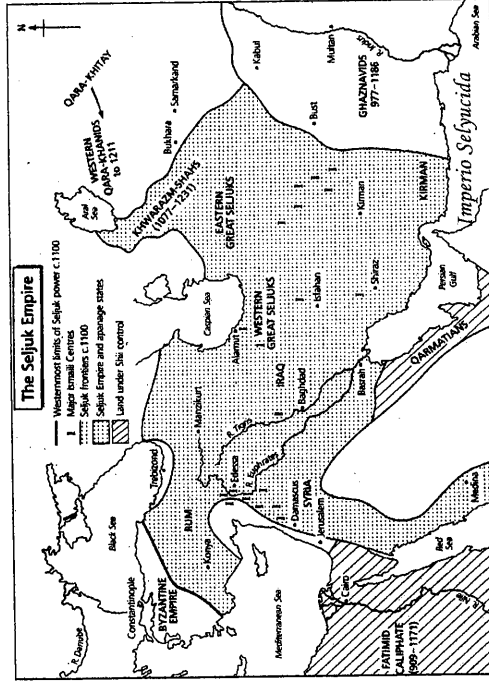 The Seljuk Empire
Westernmost limits of Seljuk power c.1100
I Major Ismaili Centres
Seljuk frontiers c.1100
Seljuk Empire and apanage states
Land under Shii control
N
QARA-KHITAY
WESTERN
QARA-KHANIDS
to 1211
Aral
Sea
KHWARAZM-SHAHS
(1077–1231)
Bukhara
Samarkand
Kabul
Multan
R. Indus
Bust
GHAZNAVIDS
977–1186
Arabian Sea
R. Danube
Black Sea
Constantinople
BYZANTINE
EMPIRE
Trebizond
RUM
Konya
Manzikurt
Caspian Sea
Alamut
EASTERN
GREAT SELJUKS
WESTERN
GREAT SELJUKS
Isfahan
Kirman
KIRMAN
Shiraz
Edessa
R. Tigris
R. Euphrates
IRAQ
Baghdad
Basrah
SYRIA
Damascus
Jerusalem
Mediterranean Sea
Cairo
FATIMID
CALIPHATE
(909–1171)
R. Nile
Red
Sea
Medina
QARMATIANS
Persian
Gulf
Imperio Selyucida